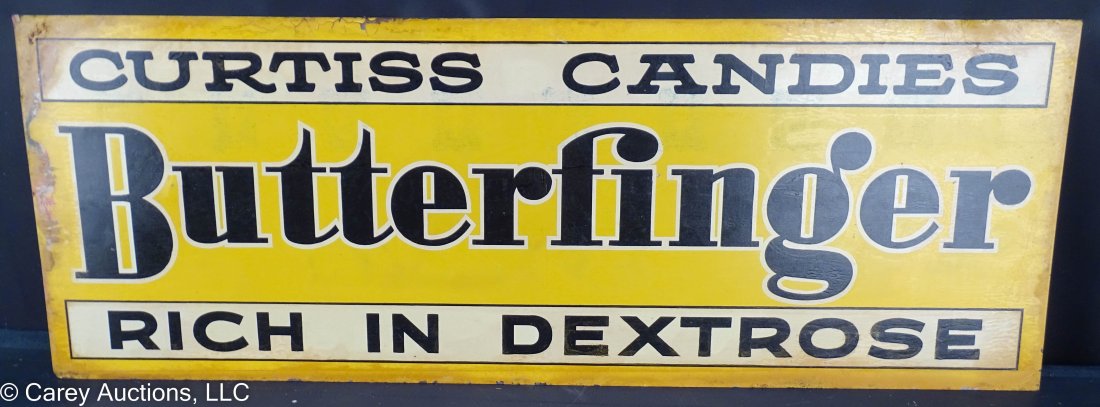 CURTISS CANDIES
Butterfinger
RICH IN DEXTROSE
© Carey Auctions, LLC